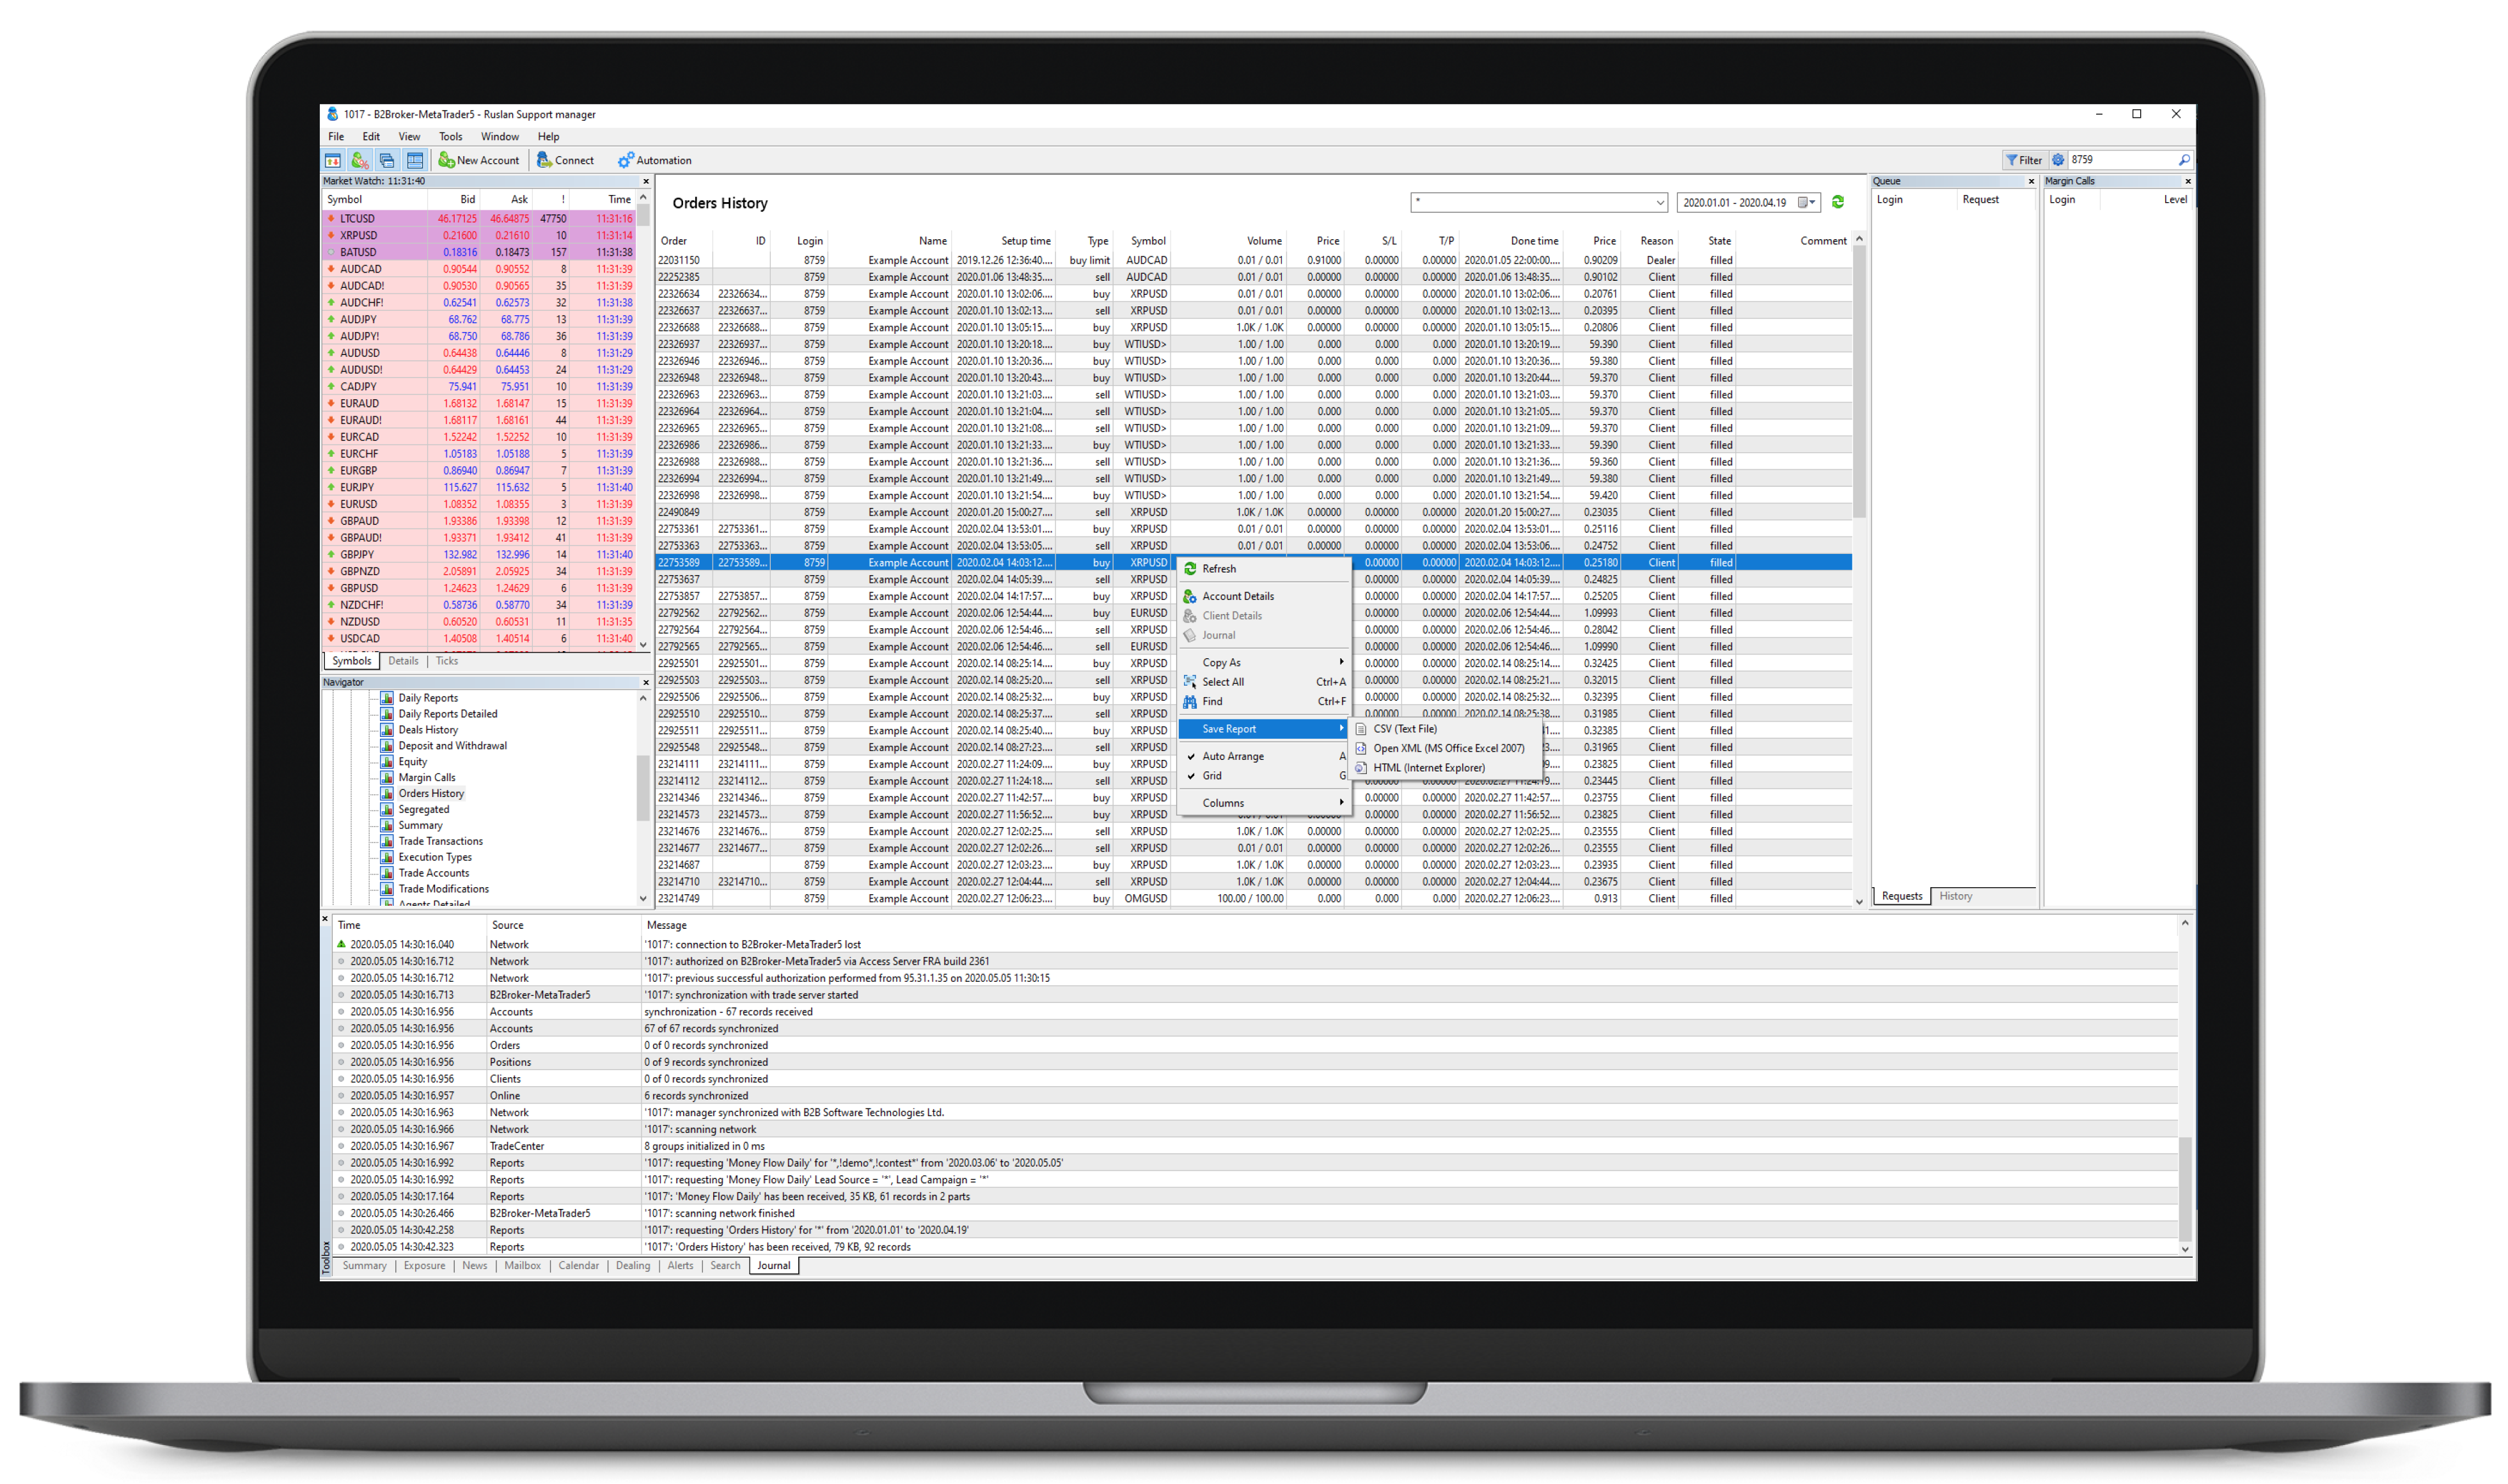 1017 - B2Broker-MetaTrader5 - Ruslan Support manager
File Edit View Tools Window Help
New Account Connect Automation Filter 8759
Market Watch: 11:31:40
Symbol Bid Ask ! Time
LTCUSD 46.17125 46.64875 47750 11:31:16
XRPUSD 0.21600 0.21610 10 11:31:14
BATUSD 0.18316 0.18473 157 11:31:38
AUDCAD 0.90544 0.90552 8 11:31:39
AUDCAD! 0.90530 0.90565 35 11:31:39
AUDCHF! 0.62541 0.62573 32 11:31:38
AUDJPY 68.762 68.775 13 11:31:39
AUDJPY! 68.750 68.786 36 11:31:39
AUDUSD 0.64438 0.64446 8 11:31:29
AUDUSD! 0.64429 0.64453 24 11:31:29
CADJPY 75.941 75.951 10 11:31:39
EURAUD 1.68132 1.68147 15 11:31:39
EURAUD! 1.68117 1.68161 44 11:31:39
EURCAD 1.52242 1.52252 10 11:31:39
EURCHF 1.05183 1.05188 5 11:31:39
EURGBP 0.86940 0.86947 7 11:31:39
EURJPY 115.627 115.632 5 11:31:40
EURUSD 1.08352 1.08355 3 11:31:39
GBPAUD 1.93386 1.93398 12 11:31:39
GBPAUD! 1.93371 1.93412 41 11:31:39
GBPJPY 132.982 132.996 14 11:31:40
GBPNZD 2.05891 2.05925 34 11:31:39
GBPUSD 1.24623 1.24629 6 11:31:39
NZDCHF! 0.58736 0.58770 34 11:31:39
NZDUSD 0.60520 0.60531 11 11:31:35
USDCAD 1.40508 1.40514 6 11:31:40
Symbols Details Ticks
Navigator
Daily Reports
Daily Reports Detailed
Deals History
Deposit and Withdrawal
Equity
Margin Calls
Orders History
Segregated
Summary
Trade Transactions
Execution Types
Trade Accounts
Trade Modifications
Agents Detailed
Orders History * 2020.01.01 - 2020.04.19
Order ID Login Name Setup time Type Symbol Volume Price S/L T/P Done time Price Reason State Comment
22031150 8759 Example Account 2019.12.26 12:36:40.... buy limit AUDCAD 0.01 / 0.01 0.91000 0.00000 0.00000 2020.01.05 22:00:00.... 0.90209 Dealer filled
22252385 8759 Example Account 2020.01.06 13:48:35.... sell AUDCAD 0.01 / 0.01 0.00000 0.00000 0.00000 2020.01.06 13:48:35.... 0.90102 Client filled
22326634 22326634... 8759 Example Account 2020.01.10 13:02:06.... buy XRPUSD 0.01 / 0.01 0.00000 0.00000 0.00000 2020.01.10 13:02:06.... 0.20761 Client filled
22326637 22326637... 8759 Example Account 2020.01.10 13:02:13.... sell XRPUSD 0.01 / 0.01 0.00000 0.00000 0.00000 2020.01.10 13:02:13.... 0.20395 Client filled
22326688 22326688... 8759 Example Account 2020.01.10 13:05:15.... buy XRPUSD 1.0K / 1.0K 0.00000 0.00000 0.00000 2020.01.10 13:05:15.... 0.20806 Client filled
22326937 22326937... 8759 Example Account 2020.01.10 13:20:18.... buy WTIUSD> 1.00 / 1.00 0.000 0.000 0.000 2020.01.10 13:20:19.... 59.390 Client filled
22326946 22326946... 8759 Example Account 2020.01.10 13:20:36.... buy WTIUSD> 1.00 / 1.00 0.000 0.000 0.000 2020.01.10 13:20:36.... 59.380 Client filled
22326948 22326948... 8759 Example Account 2020.01.10 13:20:43.... buy WTIUSD> 1.00 / 1.00 0.000 0.000 0.000 2020.01.10 13:20:44.... 59.370 Client filled
22326963 22326963... 8759 Example Account 2020.01.10 13:21:03.... sell WTIUSD> 1.00 / 1.00 0.000 0.000 0.000 2020.01.10 13:21:03.... 59.370 Client filled
22326964 22326964... 8759 Example Account 2020.01.10 13:21:04.... sell WTIUSD> 1.00 / 1.00 0.000 0.000 0.000 2020.01.10 13:21:05.... 59.370 Client filled
22326965 22326965... 8759 Example Account 2020.01.10 13:21:08.... sell WTIUSD> 1.00 / 1.00 0.000 0.000 0.000 2020.01.10 13:21:09.... 59.370 Client filled
22326986 22326986... 8759 Example Account 2020.01.10 13:21:33.... buy WTIUSD> 1.00 / 1.00 0.000 0.000 0.000 2020.01.10 13:21:33.... 59.390 Client filled
22326988 22326988... 8759 Example Account 2020.01.10 13:21:36.... sell WTIUSD> 1.00 / 1.00 0.000 0.000 0.000 2020.01.10 13:21:36.... 59.360 Client filled
22326994 22326994... 8759 Example Account 2020.01.10 13:21:49.... sell WTIUSD> 1.00 / 1.00 0.000 0.000 0.000 2020.01.10 13:21:49.... 59.380 Client filled
22326998 22326998... 8759 Example Account 2020.01.10 13:21:54.... buy WTIUSD> 1.00 / 1.00 0.000 0.000 0.000 2020.01.10 13:21:54.... 59.420 Client filled
22490849 8759 Example Account 2020.01.20 15:00:27.... sell XRPUSD 1.0K / 1.0K 0.00000 0.00000 0.00000 2020.01.20 15:00:27.... 0.23035 Client filled
22753361 22753361... 8759 Example Account 2020.02.04 13:53:01.... buy XRPUSD 0.01 / 0.01 0.00000 0.00000 0.00000 2020.02.04 13:53:01.... 0.25116 Client filled
22753363 22753363... 8759 Example Account 2020.02.04 13:53:05.... sell XRPUSD 0.01 / 0.01 0.00000 0.00000 0.00000 2020.02.04 13:53:06.... 0.24752 Client filled
22753589 22753589... 8759 Example Account 2020.02.04 14:03:12.... buy XRPUSD 0.00000 0.00000 2020.02.04 14:03:12.... 0.25180 Client filled
22753637 8759 Example Account 2020.02.04 14:05:39.... sell XRPUSD 0.00000 0.00000 2020.02.04 14:05:39.... 0.24825 Client filled
22753857 22753857... 8759 Example Account 2020.02.04 14:17:57.... buy XRPUSD 0.00000 0.00000 2020.02.04 14:17:57.... 0.25205 Client filled
22792562 22792562... 8759 Example Account 2020.02.06 12:54:44.... buy EURUSD 0.00000 0.00000 2020.02.06 12:54:44.... 1.09993 Client filled
22792564 22792564... 8759 Example Account 2020.02.06 12:54:46.... sell XRPUSD 0.00000 0.00000 2020.02.06 12:54:46.... 0.28042 Client filled
22792565 22792565... 8759 Example Account 2020.02.06 12:54:46.... sell EURUSD 0.00000 0.00000 2020.02.06 12:54:46.... 1.09990 Client filled
22925501 22925501... 8759 Example Account 2020.02.14 08:25:14.... buy XRPUSD 0.00000 0.00000 2020.02.14 08:25:14.... 0.32425 Client filled
22925503 22925503... 8759 Example Account 2020.02.14 08:25:20.... sell XRPUSD 0.00000 0.00000 2020.02.14 08:25:21.... 0.32015 Client filled
22925506 22925506... 8759 Example Account 2020.02.14 08:25:32.... buy XRPUSD 0.00000 0.00000 2020.02.14 08:25:32.... 0.32395 Client filled
22925510 22925510... 8759 Example Account 2020.02.14 08:25:37.... sell XRPUSD 0.00000 0.00000 2020.02.14 08:25:38.... 0.31985 Client filled
22925511 22925511... 8759 Example Account 2020.02.14 08:25:40.... buy XRPUSD 0.32385 Client filled
22925548 22925548... 8759 Example Account 2020.02.14 08:27:23.... sell XRPUSD 0.31965 Client filled
23214111 23214111... 8759 Example Account 2020.02.27 11:24:09.... buy XRPUSD 0.23825 Client filled
23214112 23214112... 8759 Example Account 2020.02.27 11:24:18.... sell XRPUSD 0.00000 0.00000 2020.02.27 11:24:19.... 0.23445 Client filled
23214346 23214346... 8759 Example Account 2020.02.27 11:42:57.... buy XRPUSD 0.00000 0.00000 2020.02.27 11:42:57.... 0.23755 Client filled
23214573 23214573... 8759 Example Account 2020.02.27 11:56:52.... buy XRPUSD 0.00000 0.00000 2020.02.27 11:56:52.... 0.23825 Client filled
23214676 23214676... 8759 Example Account 2020.02.27 12:02:25.... sell XRPUSD 1.0K / 1.0K 0.00000 0.00000 0.00000 2020.02.27 12:02:25.... 0.23555 Client filled
23214677 23214677... 8759 Example Account 2020.02.27 12:02:26.... sell XRPUSD 0.01 / 0.01 0.00000 0.00000 0.00000 2020.02.27 12:02:26.... 0.23555 Client filled
23214687 8759 Example Account 2020.02.27 12:03:23.... buy XRPUSD 1.0K / 1.0K 0.00000 0.00000 0.00000 2020.02.27 12:03:23.... 0.23935 Client filled
23214710 23214710... 8759 Example Account 2020.02.27 12:04:44.... sell XRPUSD 1.0K / 1.0K 0.00000 0.00000 0.00000 2020.02.27 12:04:44.... 0.23675 Client filled
23214749 8759 Example Account 2020.02.27 12:06:23.... buy OMGUSD 100.00 / 100.00 0.000 0.000 0.000 2020.02.27 12:06:23.... 0.913 Client filled
Refresh
Account Details
Client Details
Journal
Copy As
Select All Ctrl+A
Find Ctrl+F
Save Report
Auto Arrange A
Grid G
Columns
CSV (Text File)
Open XML (MS Office Excel 2007)
HTML (Internet Explorer)
Queue
Login Request
Requests History
Margin Calls
Login Level
Time Source Message
2020.05.05 14:30:16.040 Network '1017': connection to B2Broker-MetaTrader5 lost
2020.05.05 14:30:16.712 Network '1017': authorized on B2Broker-MetaTrader5 via Access Server FRA build 2361
2020.05.05 14:30:16.712 Network '1017': previous successful authorization performed from 95.31.1.35 on 2020.05.05 11:30:15
2020.05.05 14:30:16.713 B2Broker-MetaTrader5 '1017': synchronization with trade server started
2020.05.05 14:30:16.956 Accounts synchronization - 67 records received
2020.05.05 14:30:16.956 Accounts 67 of 67 records synchronized
2020.05.05 14:30:16.956 Orders 0 of 0 records synchronized
2020.05.05 14:30:16.956 Positions 0 of 9 records synchronized
2020.05.05 14:30:16.956 Clients 0 of 0 records synchronized
2020.05.05 14:30:16.957 Online 6 records synchronized
2020.05.05 14:30:16.963 Network '1017': manager synchronized with B2B Software Technologies Ltd.
2020.05.05 14:30:16.966 Network '1017': scanning network
2020.05.05 14:30:16.967 TradeCenter 8 groups initialized in 0 ms
2020.05.05 14:30:16.992 Reports '1017': requesting 'Money Flow Daily' for '*,!demo*,!contest*' from '2020.03.06' to '2020.05.05'
2020.05.05 14:30:16.992 Reports '1017': requesting 'Money Flow Daily' Lead Source = '*', Lead Campaign = '*'
2020.05.05 14:30:17.164 Reports '1017': 'Money Flow Daily' has been received, 35 KB, 61 records in 2 parts
2020.05.05 14:30:26.466 B2Broker-MetaTrader5 '1017': scanning network finished
2020.05.05 14:30:42.258 Reports '1017': requesting 'Orders History' for '*' from '2020.01.01' to '2020.04.19'
2020.05.05 14:30:42.323 Reports '1017': 'Orders History' has been received, 79 KB, 92 records
Toolbox
Summary Exposure News Mailbox Calendar Dealing Alerts Search Journal